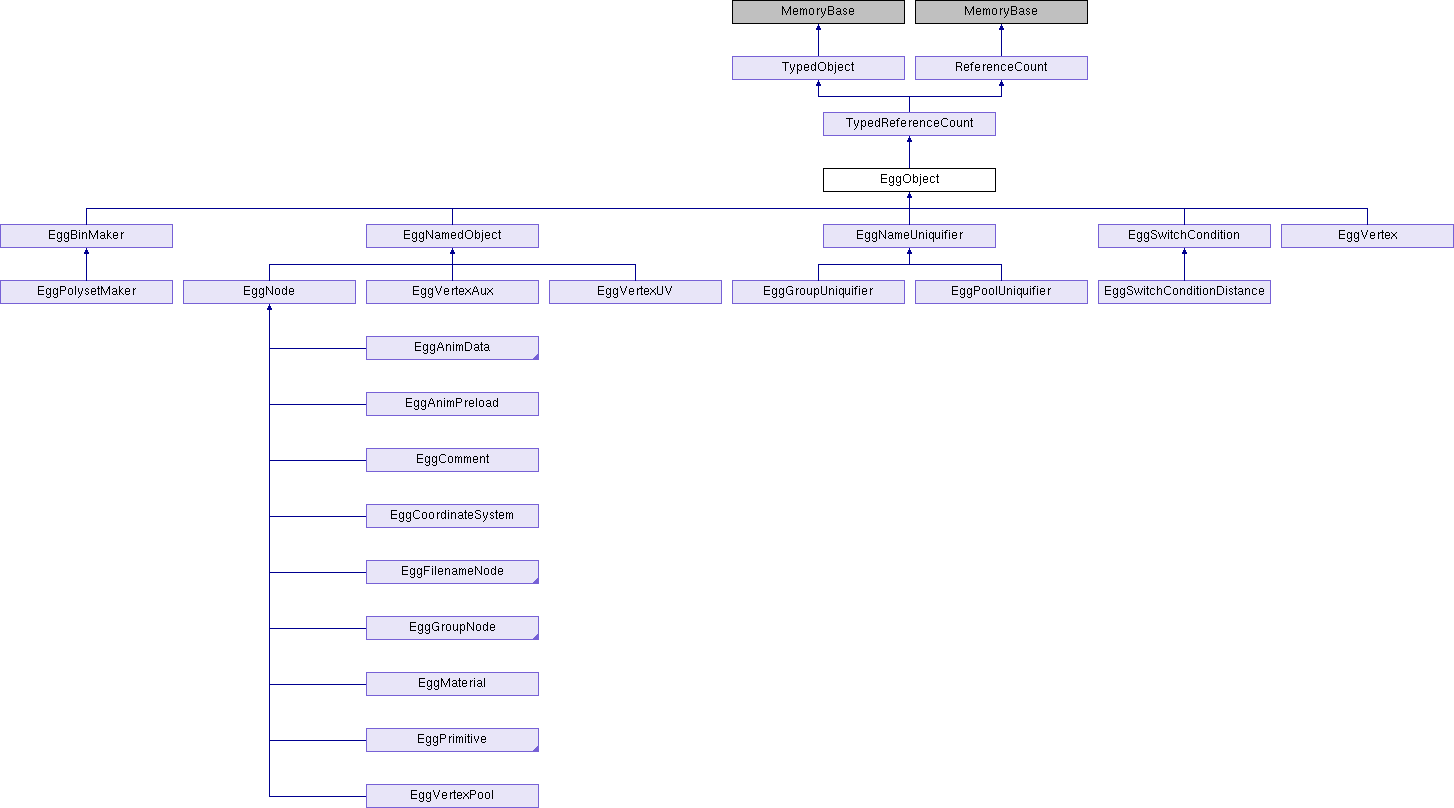 MemoryBase
MemoryBase
TypedObject
ReferenceCount
TypedReferenceCount
EggObject
EggBinMaker
EggNamedObject
EggNameUniquifier
EggSwitchCondition
EggVertex
EggPolysetMaker
EggNode
EggVertexAux
EggVertexUV
EggGroupUniquifier
EggPoolUniquifier
EggSwitchConditionDistance
EggAnimData
EggAnimPreload
EggComment
EggCoordinateSystem
EggFilenameNode
EggGroupNode
EggMaterial
EggPrimitive
EggVertexPool